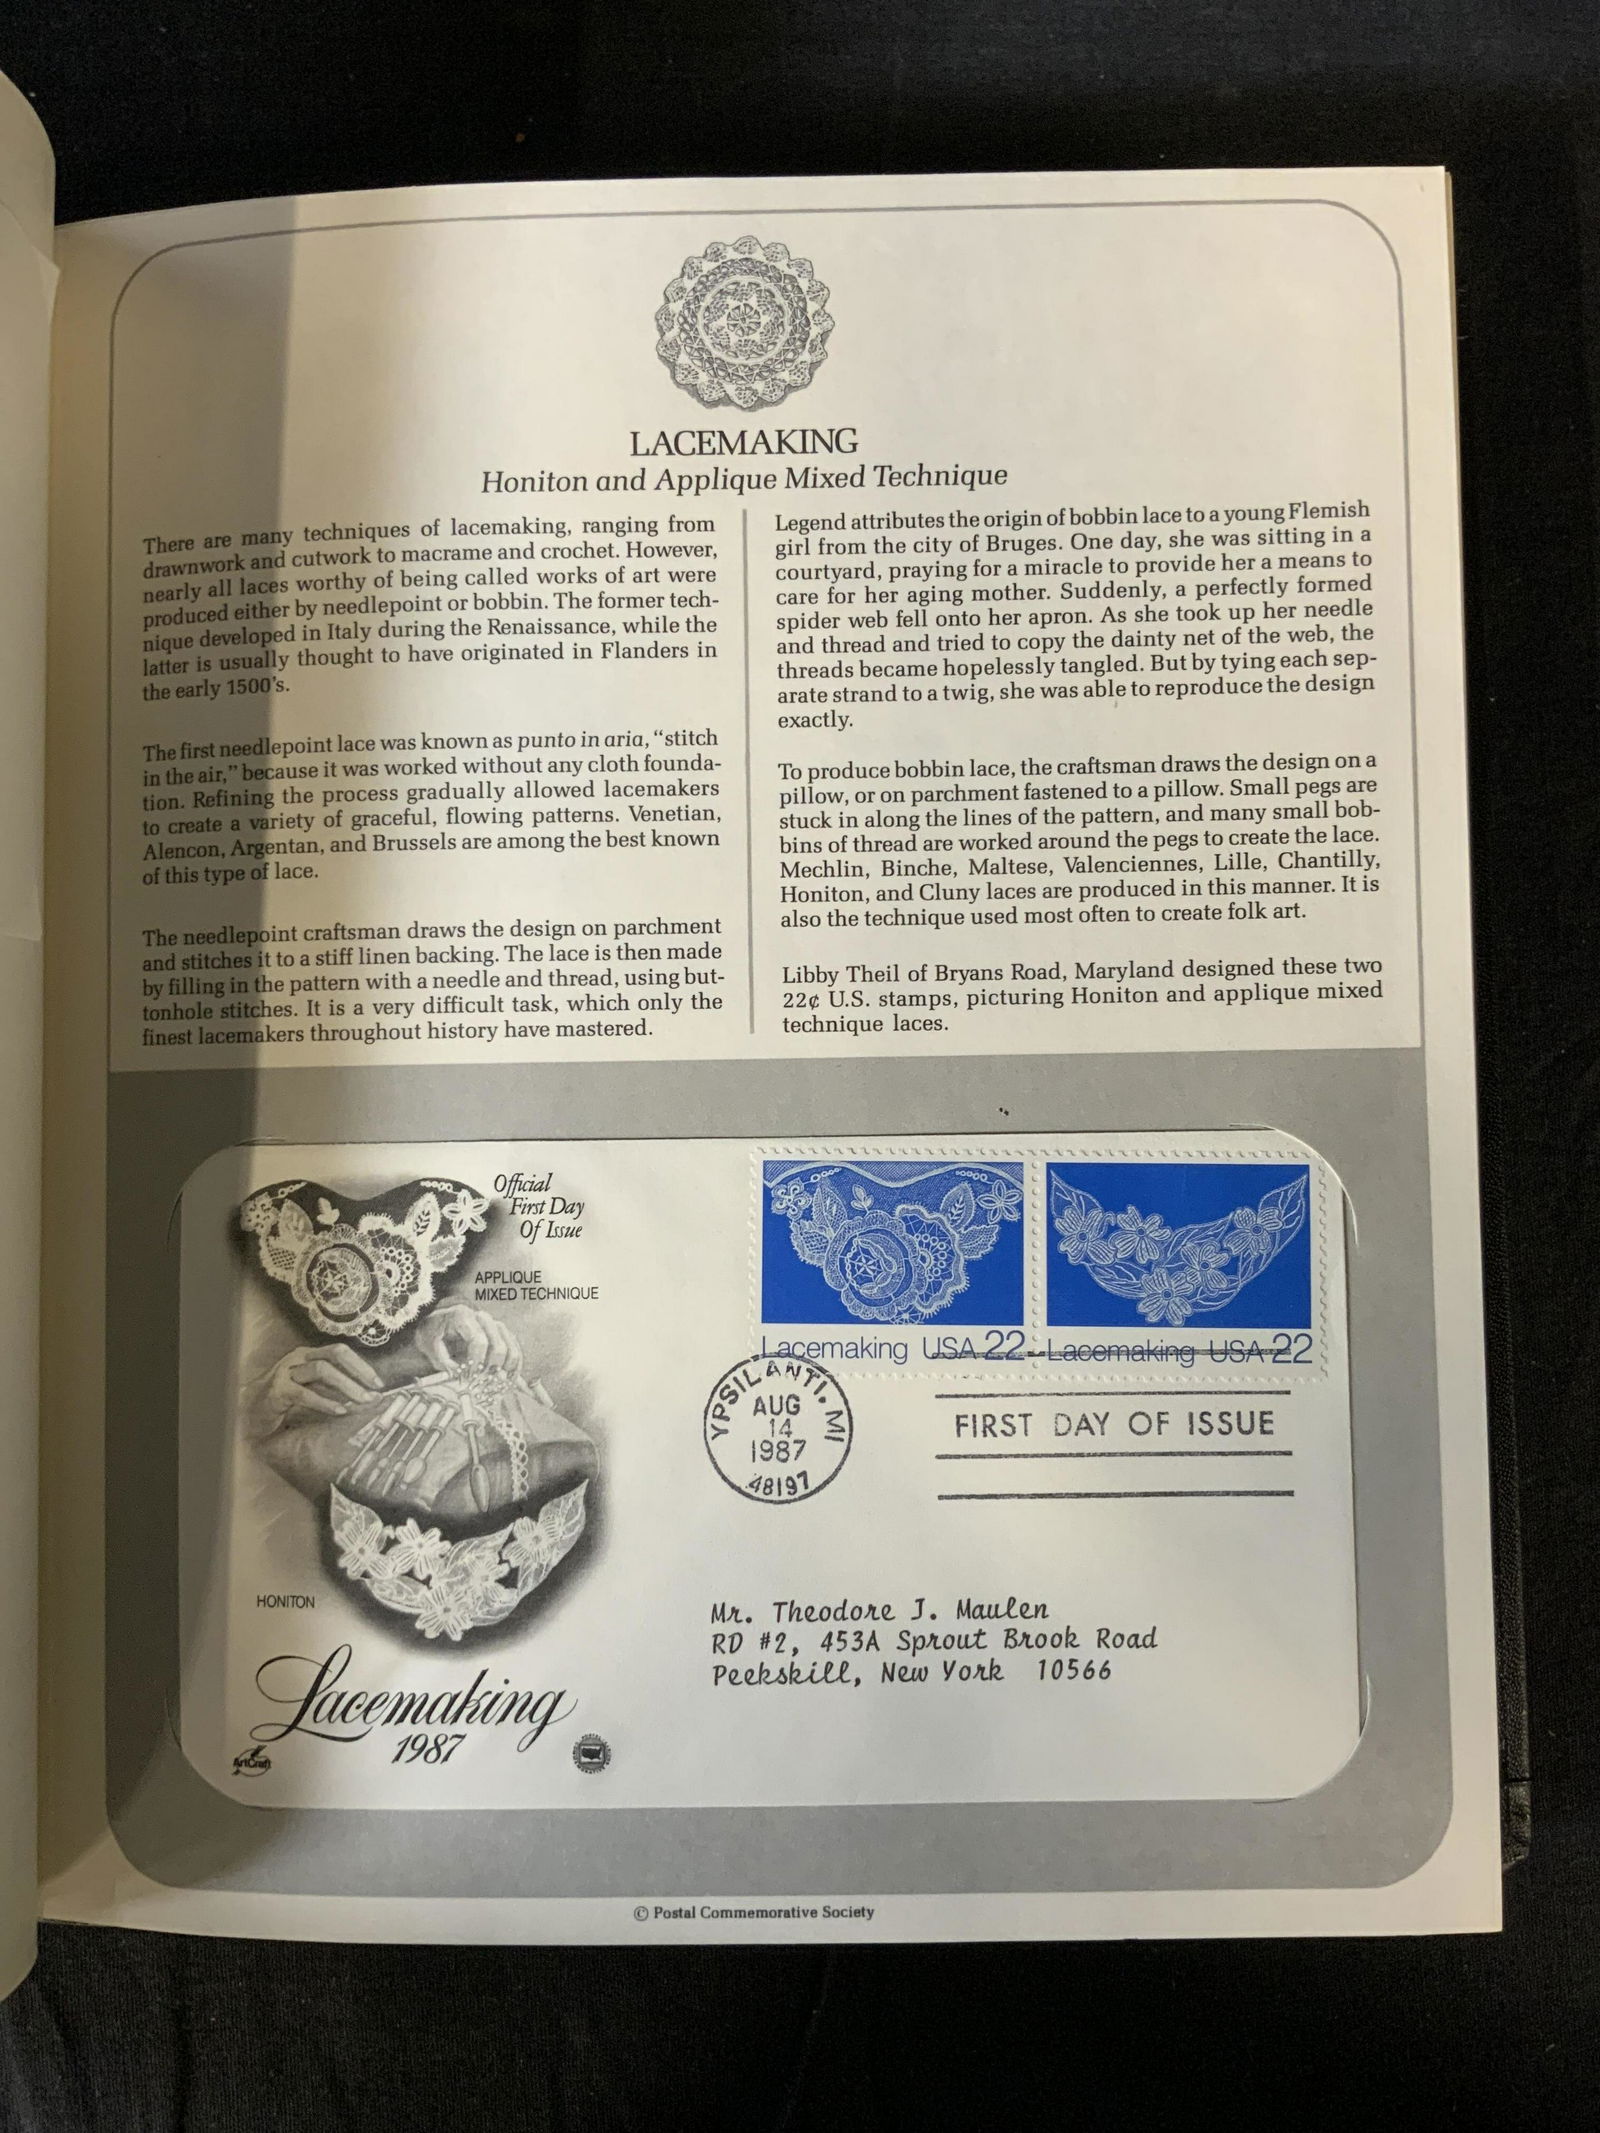 LACEMAKING
Honiton and Applique Mixed Technique
There are many techniques of lacemaking, ranging from
drawnwork and cutwork to macrame and crochet. However,
nearly all laces worthy of being called works of art were
produced either by needlepoint or bobbin. The former tech-
nique developed in Italy during the Renaissance, while the
latter is usually thought to have originated in Flanders in
the early 1500's.
The first needlepoint lace was known as punto in aria, "stitch
in the air," because it was worked without any cloth founda-
tion. Refining the process gradually allowed lacemakers
to create a variety of graceful, flowing patterns. Venetian,
Alencon, Argentan, and Brussels are among the best known
of this type of lace.
The needlepoint craftsman draws the design on parchment
and stitches it to a stiff linen backing. The lace is then made
by filling in the pattern with a needle and thread, using but-
tonhole stitches. It is a very difficult task, which only the
finest lacemakers throughout history have mastered.
Legend attributes the origin of bobbin lace to a young Flemish
girl from the city of Bruges. One day, she was sitting in a
courtyard, praying for a miracle to provide her a means to
care for her aging mother. Suddenly, a perfectly formed
spider web fell onto her apron. As she took up her needle
and thread and tried to copy the dainty net of the web, the
threads became hopelessly tangled. But by tying each sep-
arate strand to a twig, she was able to reproduce the design
exactly.
To produce bobbin lace, the craftsman draws the design on a
pillow, or on parchment fastened to a pillow. Small pegs are
stuck in along the lines of the pattern, and many small bob-
bins of thread are worked around the pegs to create the lace.
Mechlin, Binche, Maltese, Valenciennes, Lille, Chantilly,
Honiton, and Cluny laces are produced in this manner. It is
also the technique used most often to create folk art.
Libby Theil of Bryans Road, Maryland designed these two
22¢ U.S. stamps, picturing Honiton and applique mixed
technique laces.
Official
First Day
Of Issue
APPLIQUE
MIXED TECHNIQUE
HONITON
Lacemaking
1987
ArtCraft
Lacemaking USA 22
Lacemaking USA 22
YPSILANTI, MI
AUG
14
1987
48197
FIRST DAY OF ISSUE
Mr. Theodore J. Maulen
RD #2, 453A Sprout Brook Road
Peekskill, New York 10566
© Postal Commemorative Society